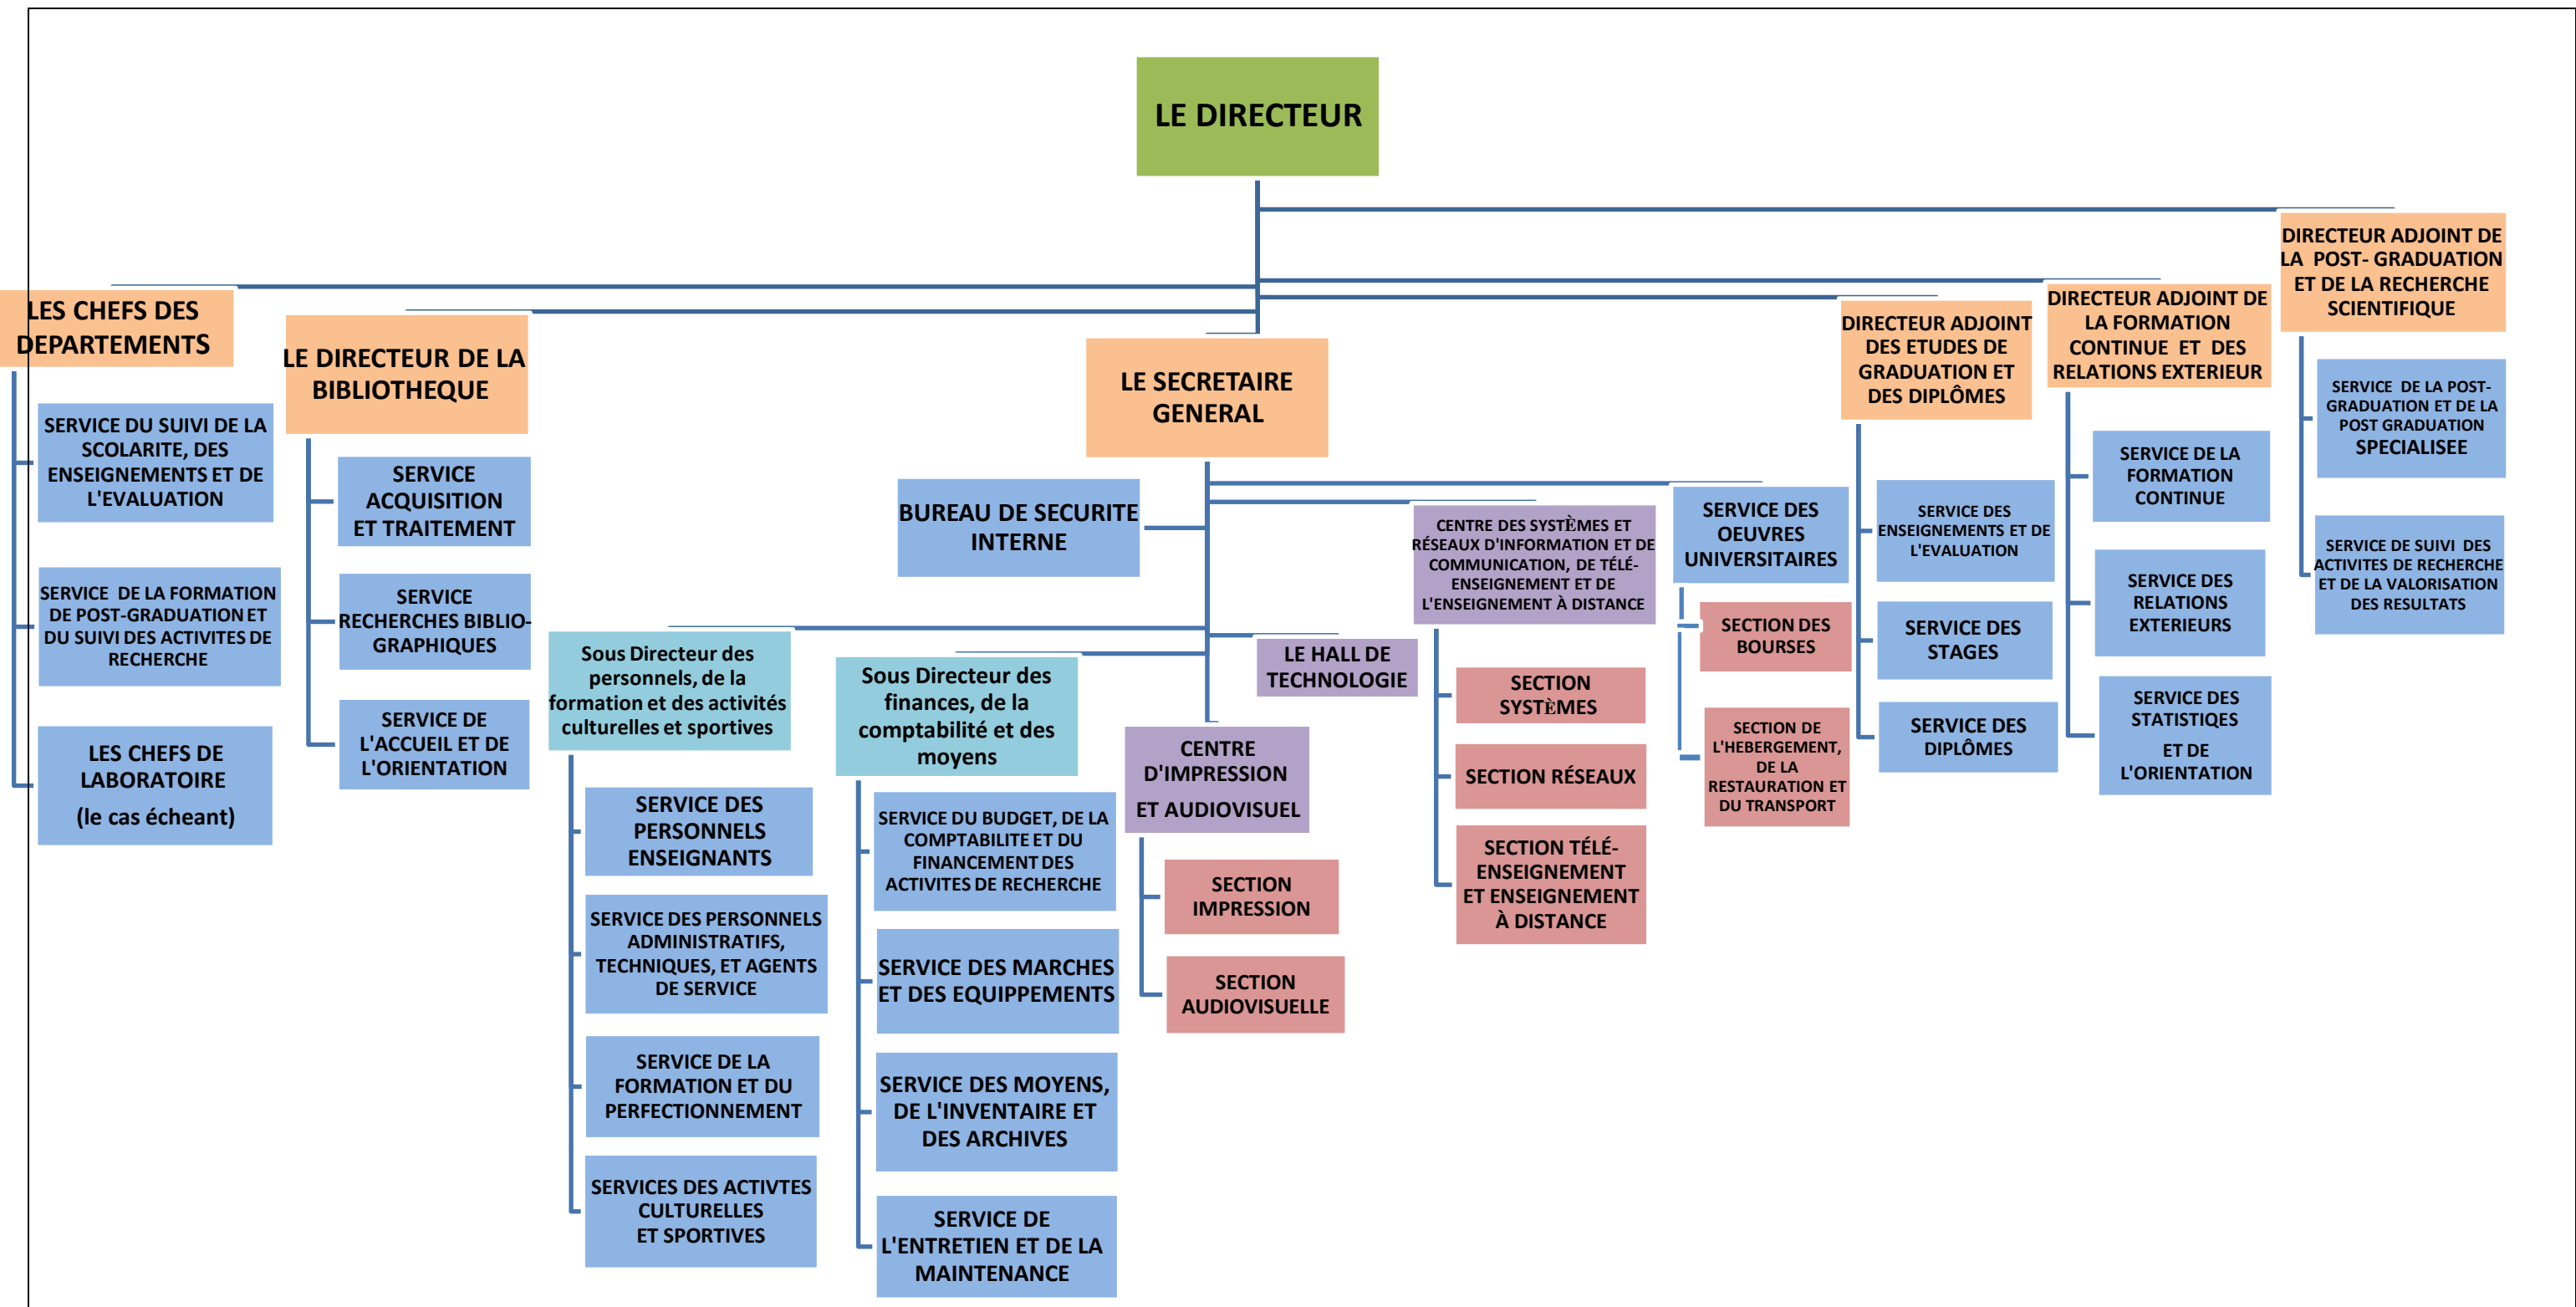 LE DIRECTEUR
LES CHEFS DES
DEPARTEMENTS
SERVICE DU SUIVI DE LA
SCOLARITE, DES
ENSEIGNEMENTS ET DE
L'EVALUATION
SERVICE DE LA FORMATION
DE POST-GRADUATION ET
DU SUIVI DES ACTIVITES DE
RECHERCHE
LES CHEFS DE
LABORATOIRE
(le cas écheant)
LE DIRECTEUR DE LA
BIBLIOTHEQUE
SERVICE
ACQUISITION
ET TRAITEMENT
SERVICE
RECHERCHES BIBLIO-
GRAPHIQUES
SERVICE DE
L'ACCUEIL ET DE
L'ORIENTATION
LE SECRETAIRE
GENERAL
BUREAU DE SECURITE
INTERNE
Sous Directeur des
personnels, de la
formation et des activités
culturelles et sportives
SERVICE DES
PERSONNELS
ENSEIGNANTS
SERVICE DES PERSONNELS
ADMINISTRATIFS,
TECHNIQUES, ET AGENTS
DE SERVICE
SERVICE DE LA
FORMATION ET DU
PERFECTIONNEMENT
SERVICES DES ACTIVTES
CULTURELLES
ET SPORTIVES
Sous Directeur des
finances, de la
comptabilité et des
moyens
SERVICE DU BUDGET, DE LA
COMPTABILITE ET DU
FINANCEMENT DES
ACTIVITES DE RECHERCHE
SERVICE DES MARCHES
ET DES EQUIPPEMENTS
SERVICE DES MOYENS,
DE L'INVENTAIRE ET
DES ARCHIVES
SERVICE DE
L'ENTRETIEN ET DE LA
MAINTENANCE
CENTRE
D'IMPRESSION
ET AUDIOVISUEL
SECTION
IMPRESSION
SECTION
AUDIOVISUELLE
LE HALL DE
TECHNOLOGIE
CENTRE DES SYSTÈMES ET
RÉSEAUX D'INFORMATION ET DE
COMMUNICATION, DE TÉLÉ-
ENSEIGNEMENT ET DE
L'ENSEIGNEMENT À DISTANCE
SECTION
SYSTÈMES
SECTION RÉSEAUX
SECTION TÉLÉ-
ENSEIGNEMENT
ET ENSEIGNEMENT
À DISTANCE
SERVICE DES
OEUVRES
UNIVERSITAIRES
SECTION DES
BOURSES
SECTION DE
L'HEBERGEMENT,
DE LA
RESTAURATION ET
DU TRANSPORT
DIRECTEUR ADJOINT
DES ETUDES DE
GRADUATION ET
DES DIPLÔMES
SERVICE DES
ENSEIGNEMENTS ET DE
L'EVALUATION
SERVICE DES
STAGES
SERVICE DES
DIPLÔMES
DIRECTEUR ADJOINT DE
LA FORMATION
CONTINUE ET DES
RELATIONS EXTERIEUR
SERVICE DE LA
FORMATION
CONTINUE
SERVICE DES
RELATIONS
EXTERIEURS
SERVICE DES
STATISTIQES
ET DE
L'ORIENTATION
DIRECTEUR ADJOINT DE
LA POST- GRADUATION
ET DE LA RECHERCHE
SCIENTIFIQUE
SERVICE DE LA POST-
GRADUATION ET DE LA
POST GRADUATION
SPECIALISEE
SERVICE DE SUIVI DES
ACTIVITES DE RECHERCHE
ET DE LA VALORISATION
DES RESULTATS